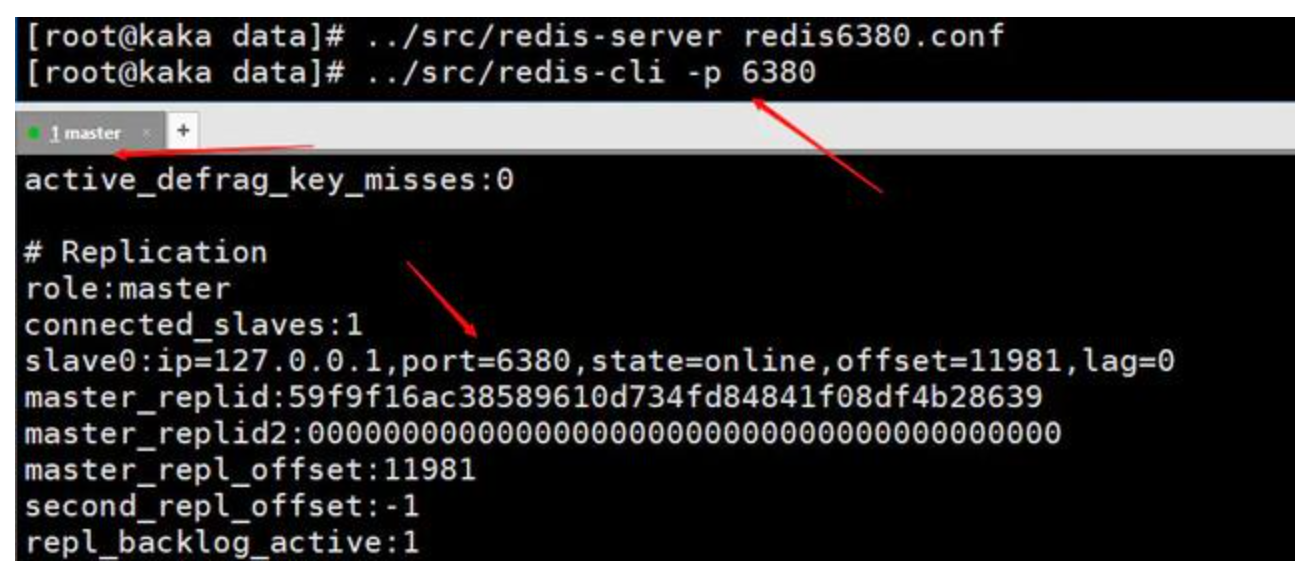 [root@kaka data]# ../src/redis-server redis6380.conf
[root@kaka data]# ../src/redis-cli -p 6380
1 master × +
active_defrag_key_misses:0
# Replication
role:master
connected_slaves:1
slave0:ip=127.0.0.1,port=6380,state=online,offset=11981,lag=0
master_replid:59f9f16ac38589610d734fd84841f08df4b28639
master_replid2:0000000000000000000000000000000000000000
master_repl_offset:11981
second_repl_offset:-1
repl_backlog_active:1